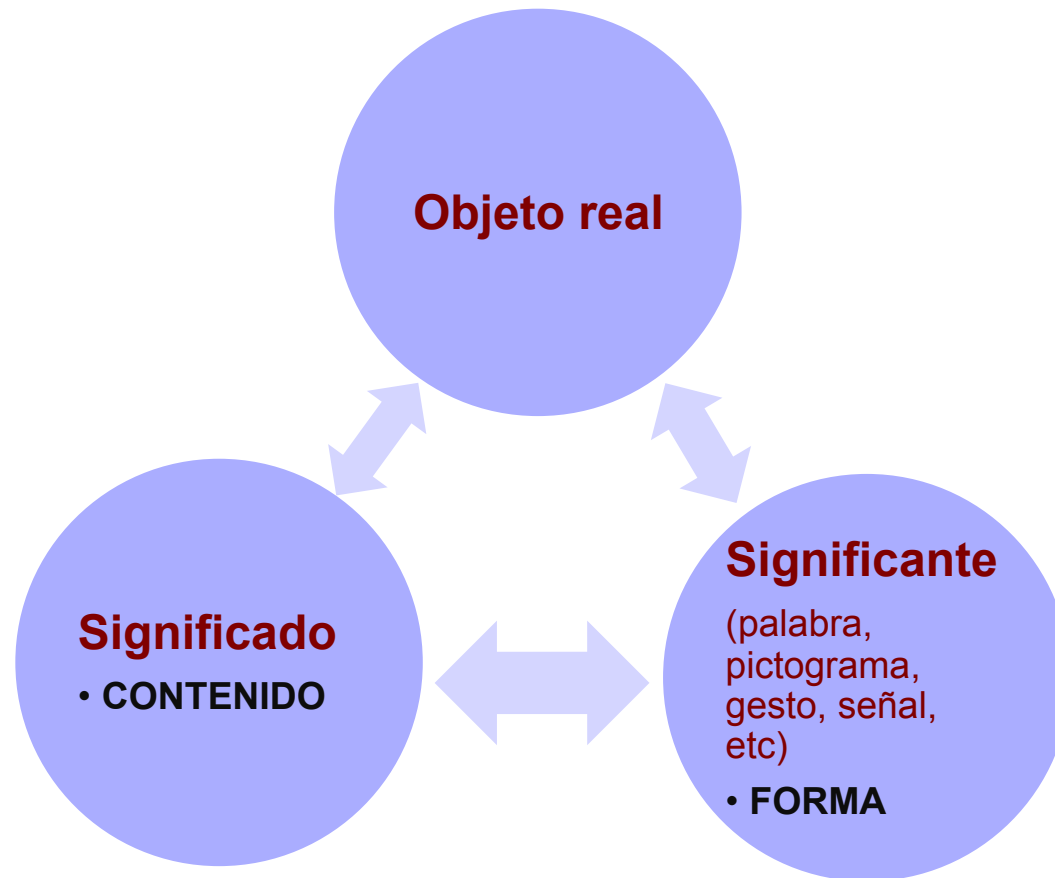 Objeto real
Significado
• CONTENIDO
Significante
(palabra,
pictograma,
gesto, señal,
etc)
• FORMA